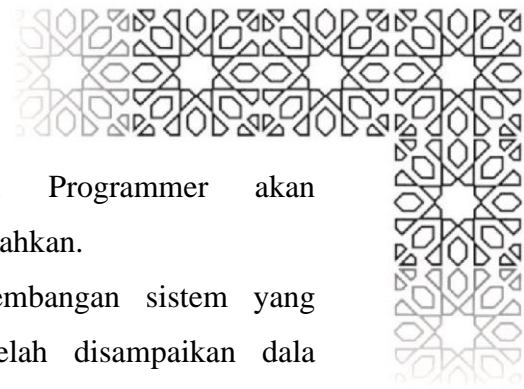 Programmer akan
ahkan.
embangan sistem yang
elah disampaikan dala